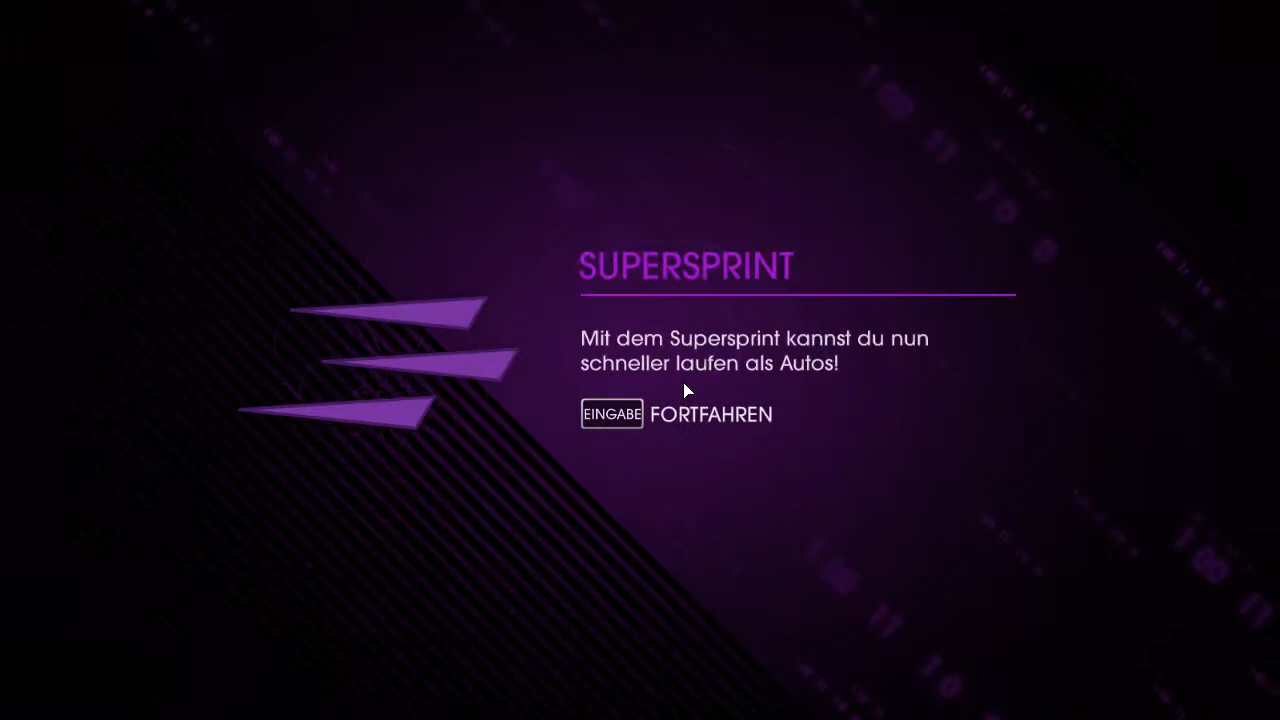 SUPERSPRINT
Mit dem Supersprint kannst du nun
schneller laufen als Autos!
EINGABE FORTFAHREN